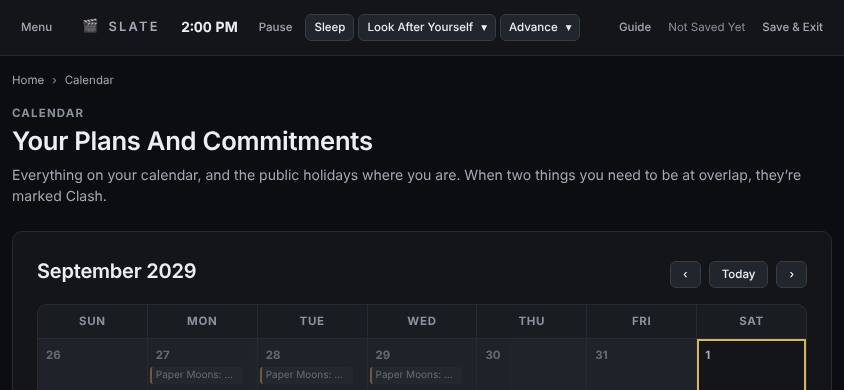 Menu
SLATE
2:00 PM
Pause
Sleep
Look After Yourself
Advance
Guide
Not Saved Yet
Save & Exit
Home › Calendar
CALENDAR
Your Plans And Commitments
Everything on your calendar, and the public holidays where you are. When two things you need to be at overlap, they’re
marked Clash.
September 2029
‹ Today ›
SUN MON TUE WED THU FRI SAT
26 27 28 29 30 31 1
Paper Moons: ... Paper Moons: ... Paper Moons: ...